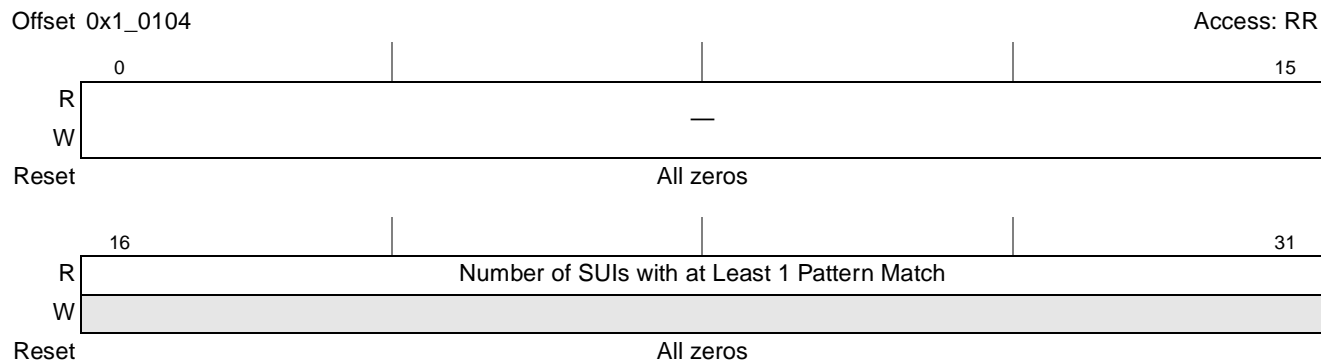 Offset 0x1_0104 Access: RR
0 15
R
—
W
Reset All zeros
16 31
R Number of SUIs with at Least 1 Pattern Match
W
Reset All zeros